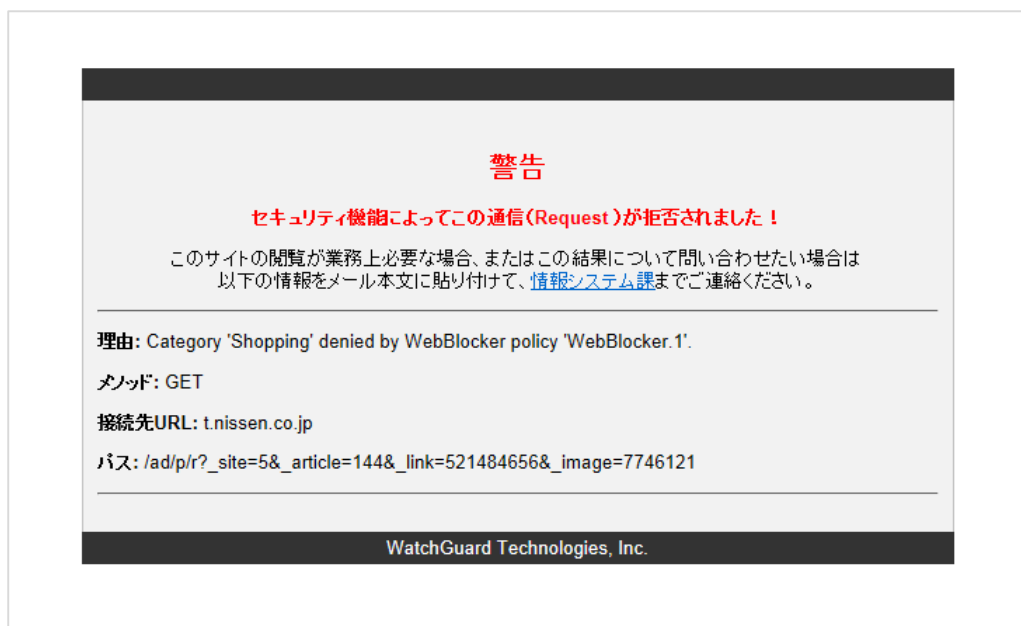 警告
セキュリティ機能によってこの通信(Request )が拒否されました！
このサイトの閲覧が業務上必要な場合、またはこの結果について問い合わせたい場合は
以下の情報をメール本文に貼り付けて、情報システム課までご連絡ください。
理由: Category 'Shopping' denied by WebBlocker policy 'WebBlocker.1'.
メソッド: GET
接続先URL: t.nissen.co.jp
パス: /ad/p/r?_site=5&_article=144&_link=521484656&_image=7746121
WatchGuard Technologies, Inc.